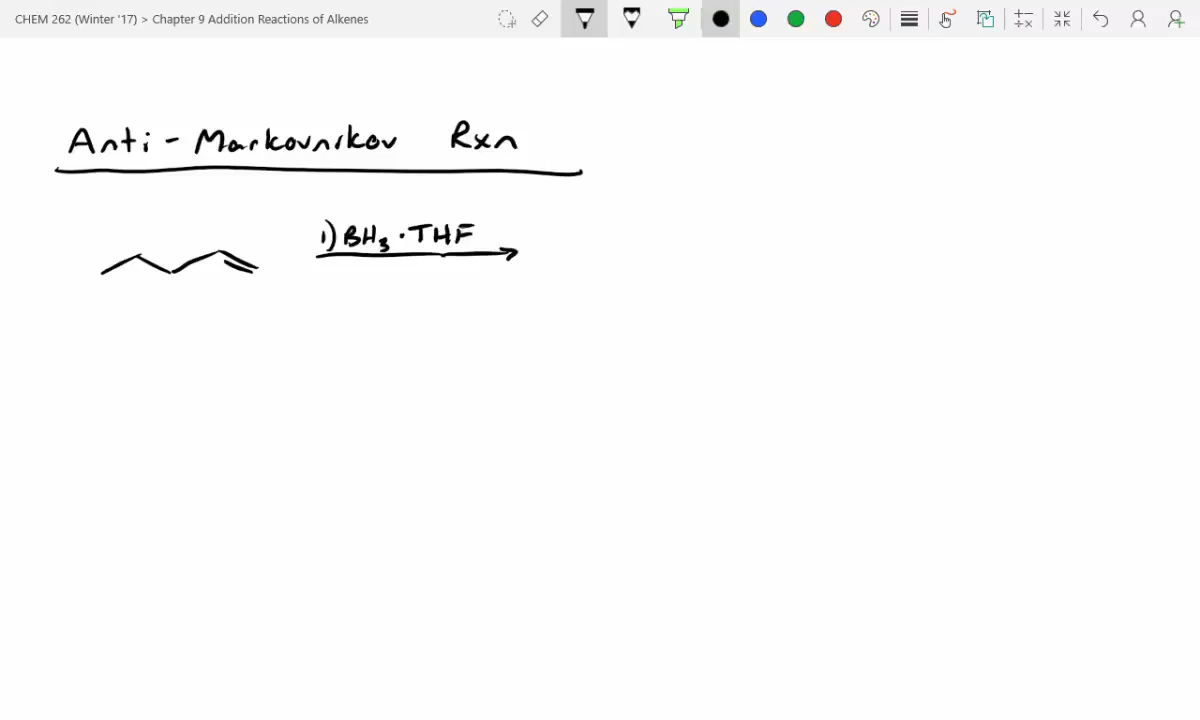 CHEM 262 (Winter '17) > Chapter 9 Addition Reactions of Alkenes
Anti-Markovnikov Rxn
1) BH₃·THF